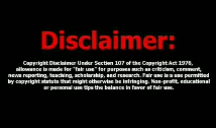 Disclaimer:
Copyright Disclaimer Under Section 107 of the Copyright Act 1976,
allowance is made for "fair use" for purposes such as criticism, comment,
news reporting, teaching, scholarship, and research. Fair use is a use permitted
by copyright statute that might otherwise be infringing. Non-profit, educational
or personal use tips the balance in favor of fair use.